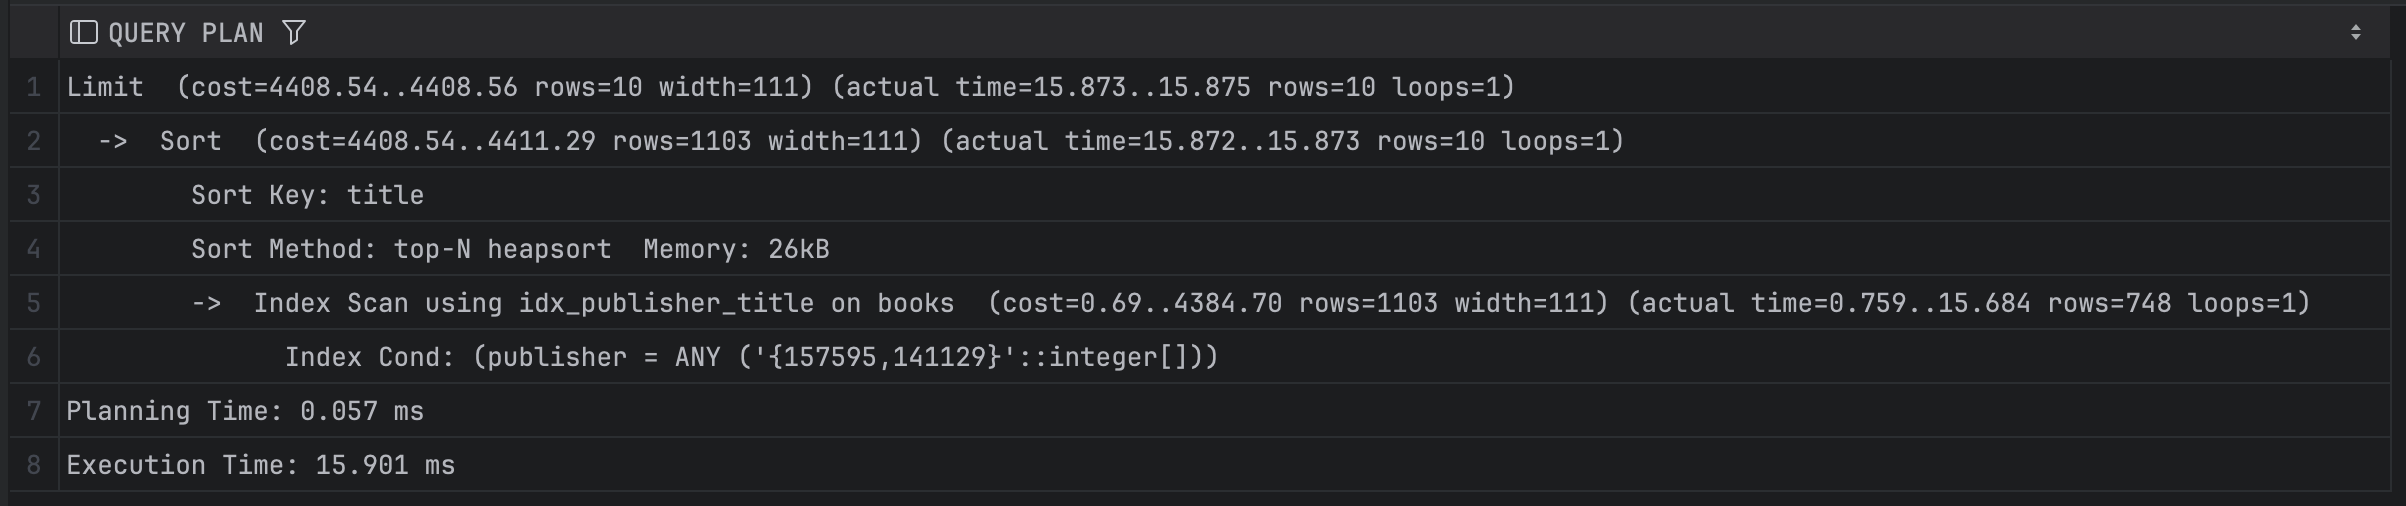 QUERY PLAN
1 Limit  (cost=4408.54..4408.56 rows=10 width=111) (actual time=15.873..15.875 rows=10 loops=1)
2   ->  Sort  (cost=4408.54..4411.29 rows=1103 width=111) (actual time=15.872..15.873 rows=10 loops=1)
3         Sort Key: title
4         Sort Method: top-N heapsort  Memory: 26kB
5         ->  Index Scan using idx_publisher_title on books  (cost=0.69..4384.70 rows=1103 width=111) (actual time=0.759..15.684 rows=748 loops=1)
6               Index Cond: (publisher = ANY ('{157595,141129}'::integer[]))
7 Planning Time: 0.057 ms
8 Execution Time: 15.901 ms